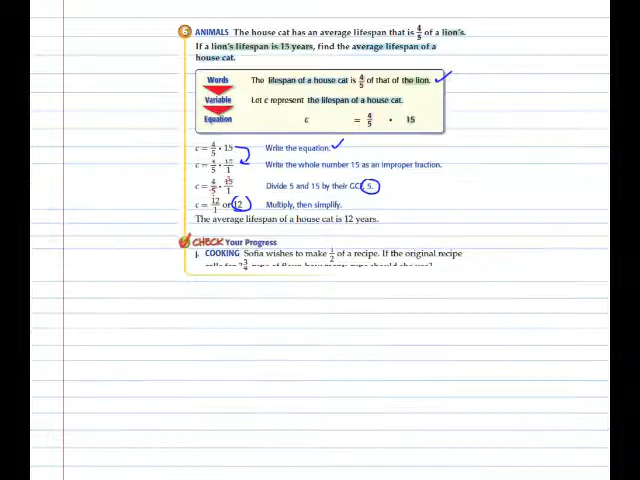 6 ANIMALS The house cat has an average lifespan that is 4/5 of a lion's.
If a lion's lifespan is 15 years, find the average lifespan of a
house cat.
Words The lifespan of a house cat is 4/5 of that of the lion.
Variable Let c represent the lifespan of a house cat.
Equation c = 4/5 • 15
c = 4/5 • 15 Write the equation.
c = 4/5 • 15/1 Write the whole number 15 as an improper fraction.
c = 4/5 • 15/1 Divide 5 and 15 by their GCF, 5.
c = 12/1 or 12 Multiply, then simplify.
The average lifespan of a house cat is 12 years.
CHECK Your Progress
j. COOKING Sofia wishes to make 1/2 of a recipe. If the original recipe